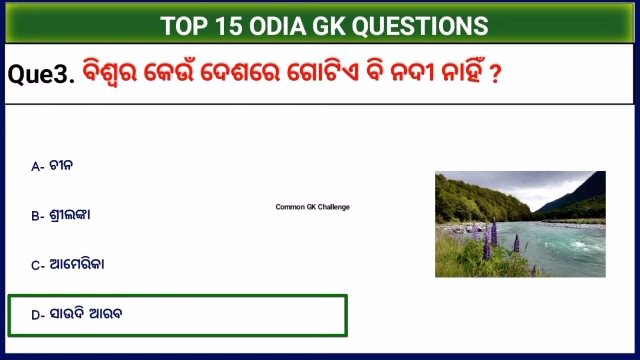 TOP 15 ODIA GK QUESTIONS
Que3. ବିଶ୍ୱର କେଉଁ ଦେଶରେ ଗୋଟିଏ ବି ନଦୀ ନାହିଁ ?
A- ଚୀନ
B- ଶ୍ରୀଲଙ୍କା
Common GK Challenge
C- ଆମେରିକା
D- ସାଉଦି ଆରବ